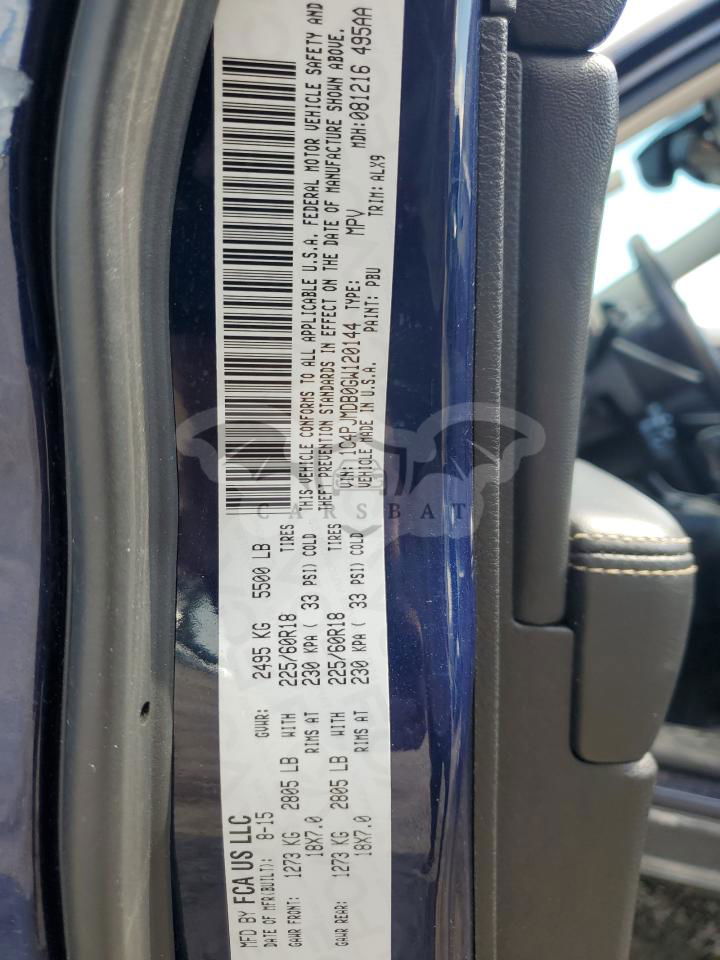 MFD BY FCA US LLC
DATE OF MFR(BUILT): 8-15 GVWR: 2495 KG 5500 LB
GAWR FRONT: 1273 KG 2805 LB WITH 225/60R18 TIRES
18X7.0 RIMS AT 230 KPA ( 33 PSI) COLD
GAWR REAR: 1273 KG 2805 LB WITH 225/60R18 TIRES
18X7.0 RIMS AT 230 KPA ( 33 PSI) COLD
THIS VEHICLE CONFORMS TO ALL APPLICABLE U.S.A. FEDERAL MOTOR VEHICLE SAFETY AND
THEFT PREVENTION STANDARDS IN EFFECT ON THE DATE OF MANUFACTURE SHOWN ABOVE.
VIN: 1C4PJMDB0GW120144 TYPE: MPV MDH:081216 495AA
VEHICLE MADE IN U.S.A. PAINT: PBU TRIM: ALX9
CARSBAT